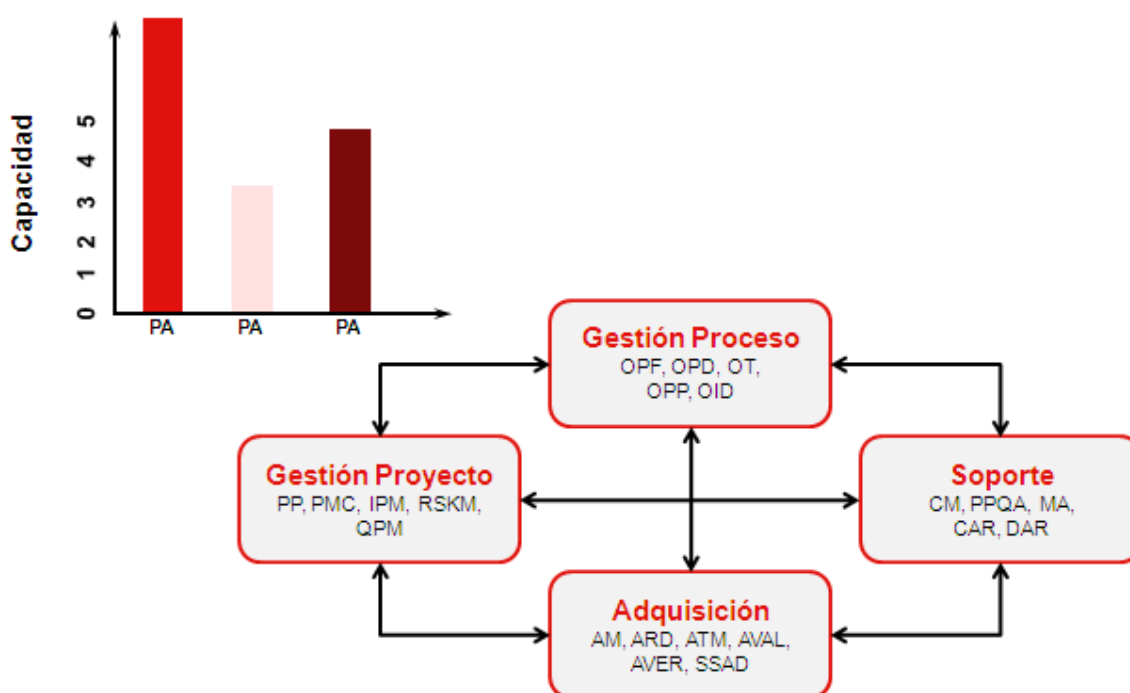 Capacidad
5
4
3
2
1
0
PA
PA
PA
Gestión Proceso
OPF, OPD, OT,
OPP, OID
Gestión Proyecto
PP, PMC, IPM, RSKM,
QPM
Soporte
CM, PPQA, MA,
CAR, DAR
Adquisición
AM, ARD, ATM, AVAL,
AVER, SSAD